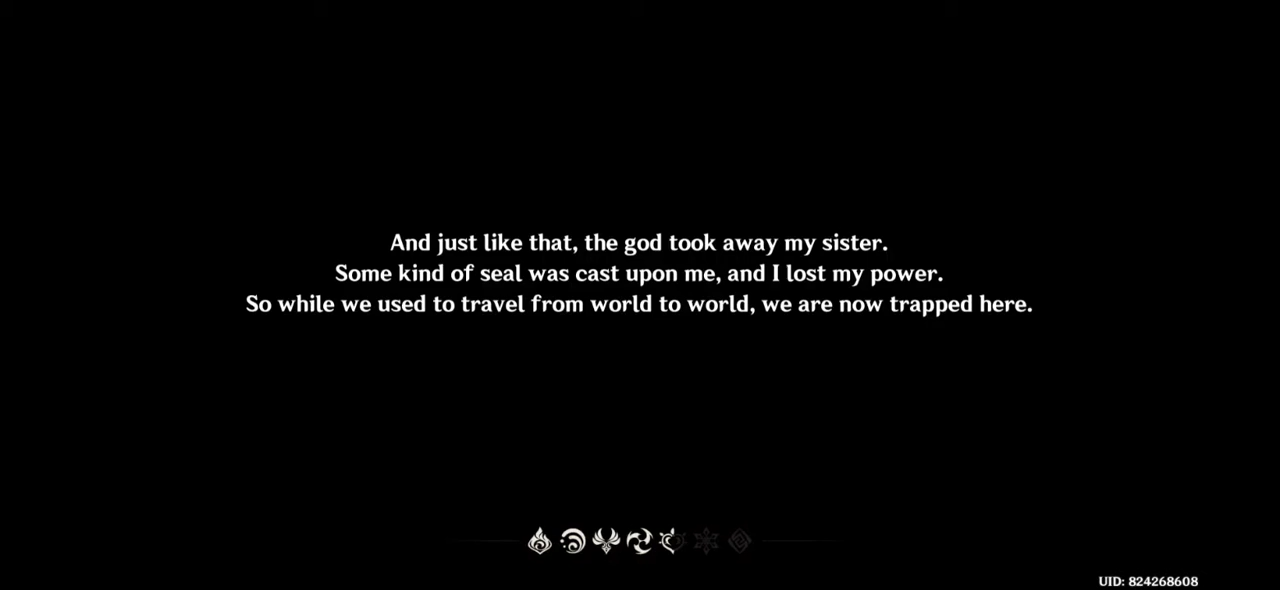 And just like that, the god took away my sister.
Some kind of seal was cast upon me, and I lost my power.
So while we used to travel from world to world, we are now trapped here.
UID: 824268608